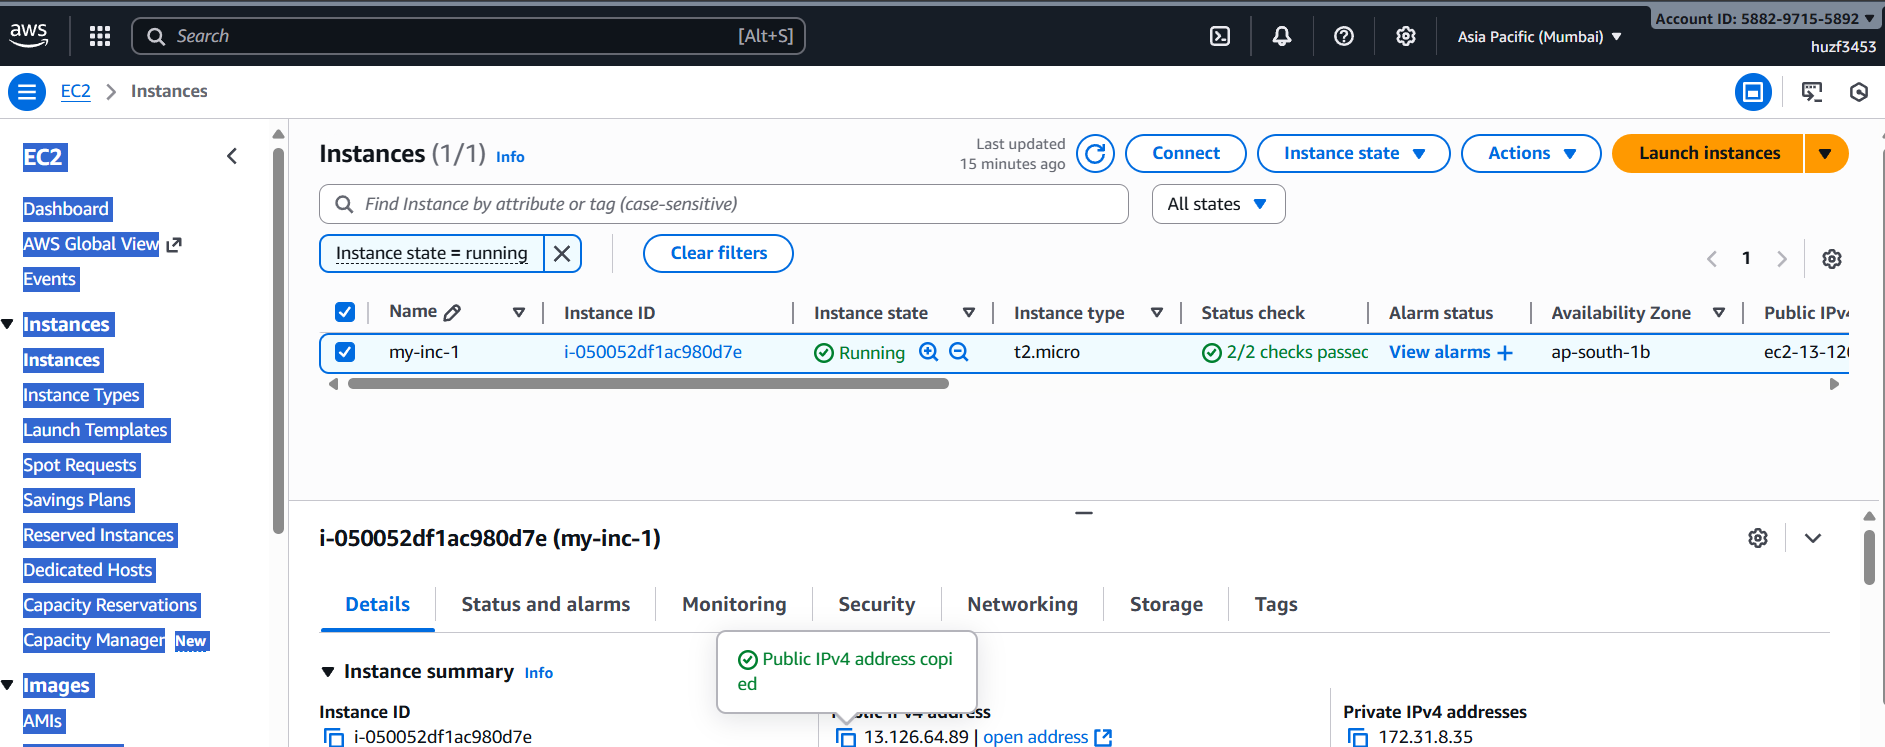 aws
Search
[Alt+S]
Asia Pacific (Mumbai)
Account ID: 5882-9715-5892
huzf3453
EC2
Instances
EC2
Dashboard
AWS Global View
Events
Instances
Instances
Instance Types
Launch Templates
Spot Requests
Savings Plans
Reserved Instances
Dedicated Hosts
Capacity Reservations
Capacity Manager New
Images
AMIs
Instances (1/1) Info
Last updated
15 minutes ago
Connect
Instance state
Actions
Launch instances
Find Instance by attribute or tag (case-sensitive)
All states
Instance state = running
Clear filters
1
Name Instance ID Instance state Instance type Status check Alarm status Availability Zone Public IPv4
my-inc-1 i-050052df1ac980d7e Running t2.micro 2/2 checks passec View alarms + ap-south-1b ec2-13-126
i-050052df1ac980d7e (my-inc-1)
Details Status and alarms Monitoring Security Networking Storage Tags
Public IPv4 address copi
ed
Instance summary Info
Instance ID
i-050052df1ac980d7e
Public IPv4 address
13.126.64.89 | open address
Private IPv4 addresses
172.31.8.35